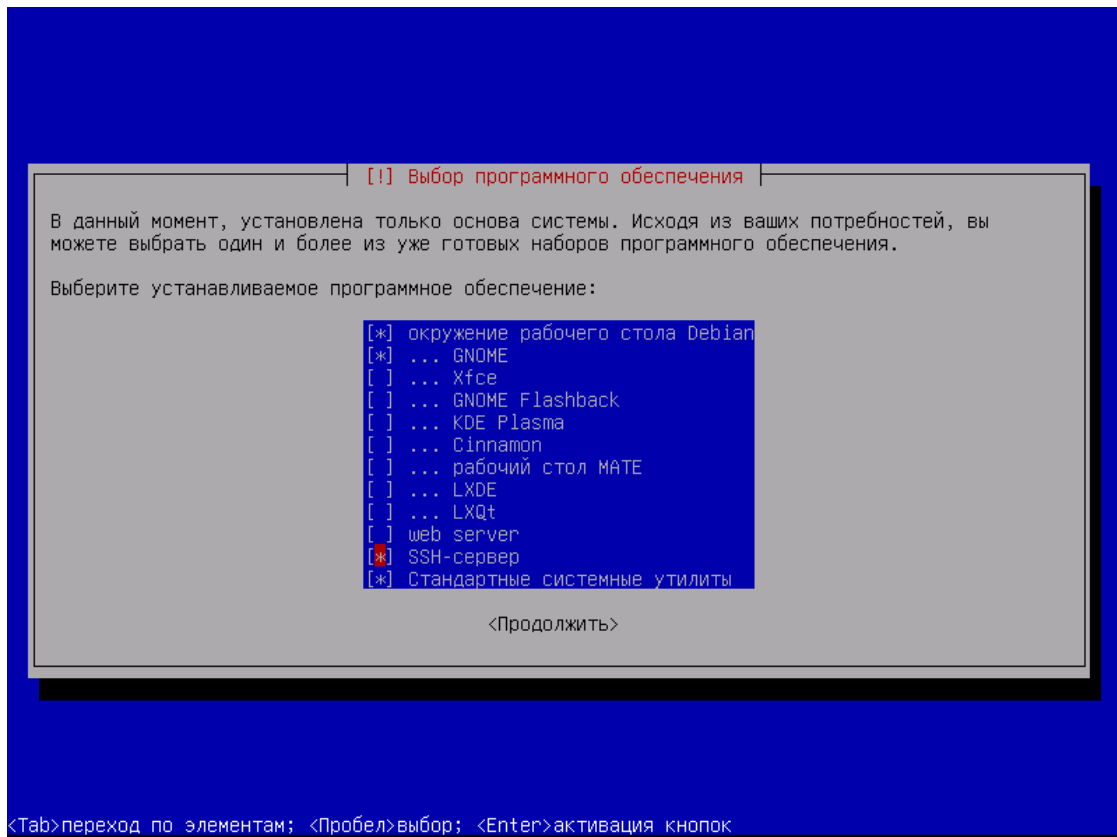 [!] Выбор программного обеспечения
В данный момент, установлена только основа системы. Исходя из ваших потребностей, вы
можете выбрать один и более из уже готовых наборов программного обеспечения.
Выберите устанавливаемое программное обеспечение:
[*] окружение рабочего стола Debian
[*] ... GNOME
[ ] ... Xfce
[ ] ... GNOME Flashback
[ ] ... KDE Plasma
[ ] ... Cinnamon
[ ] ... рабочий стол MATE
[ ] ... LXDE
[ ] ... LXQt
[ ] web server
[*] SSH-сервер
[*] Стандартные системные утилиты
<Продолжить>
<Tab>переход по элементам; <Пробел>выбор; <Enter>активация кнопок